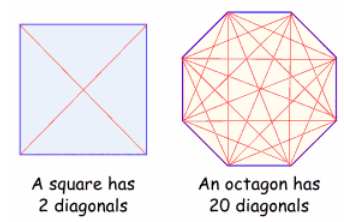 A square has
2 diagonals
An octagon has
20 diagonals